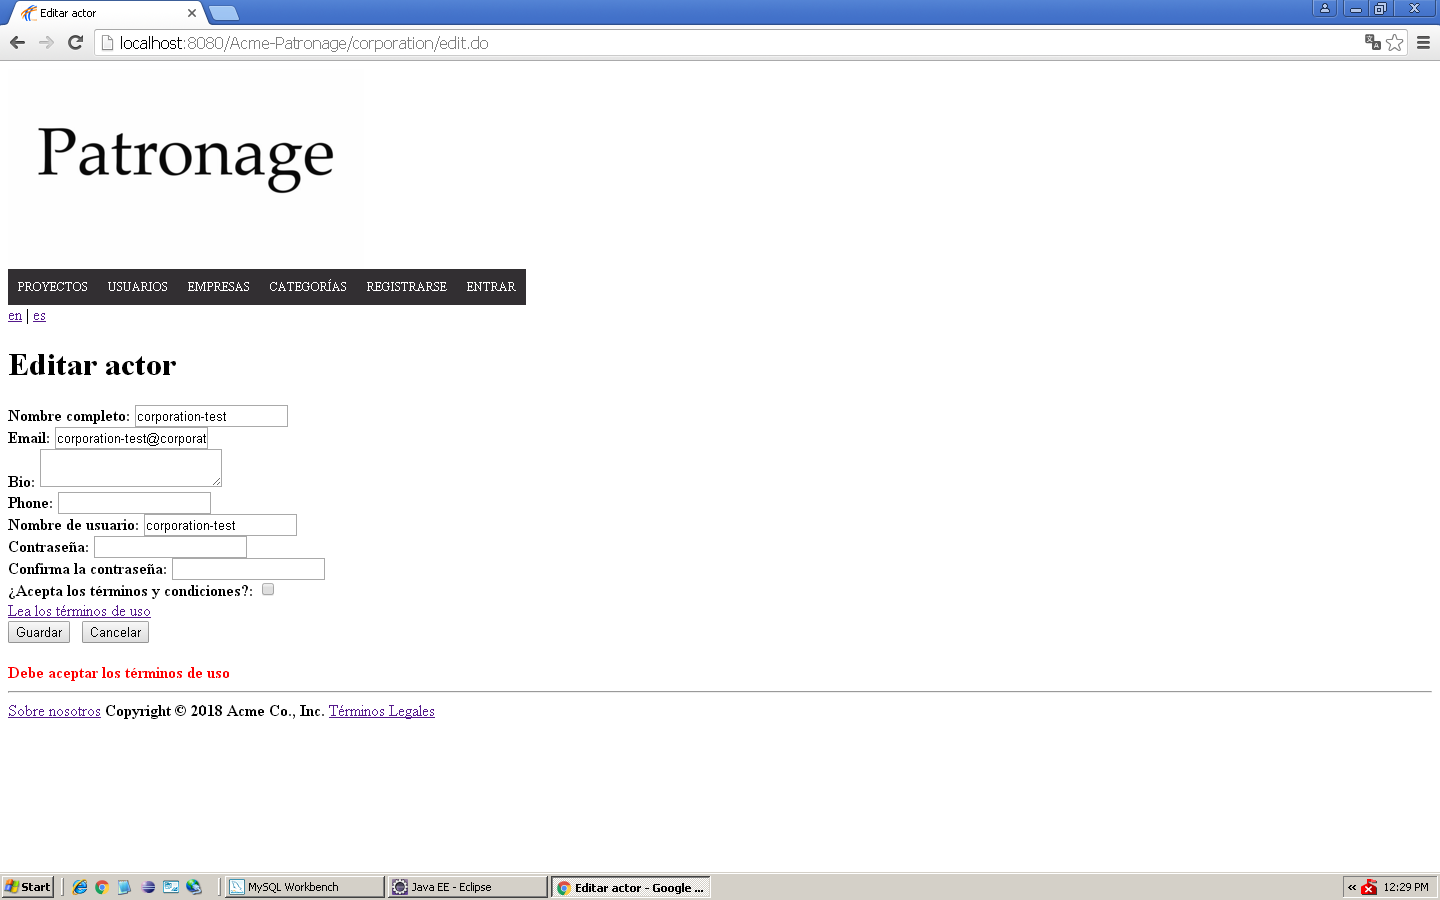 Editar actor
localhost:8080/Acme-Patronage/corporation/edit.do
Patronage
PROYECTOS USUARIOS EMPRESAS CATEGORÍAS REGISTRARSE ENTRAR
en | es
Editar actor
Nombre completo: corporation-test
Email: corporation-test@corporat
Bio:
Phone:
Nombre de usuario: corporation-test
Contraseña:
Confirma la contraseña:
¿Acepta los términos y condiciones?:
Lea los términos de uso
Guardar Cancelar
Debe aceptar los términos de uso
Sobre nosotros Copyright © 2018 Acme Co., Inc. Términos Legales
Start MySQL Workbench Java EE - Eclipse Editar actor - Google ... « 12:29 PM